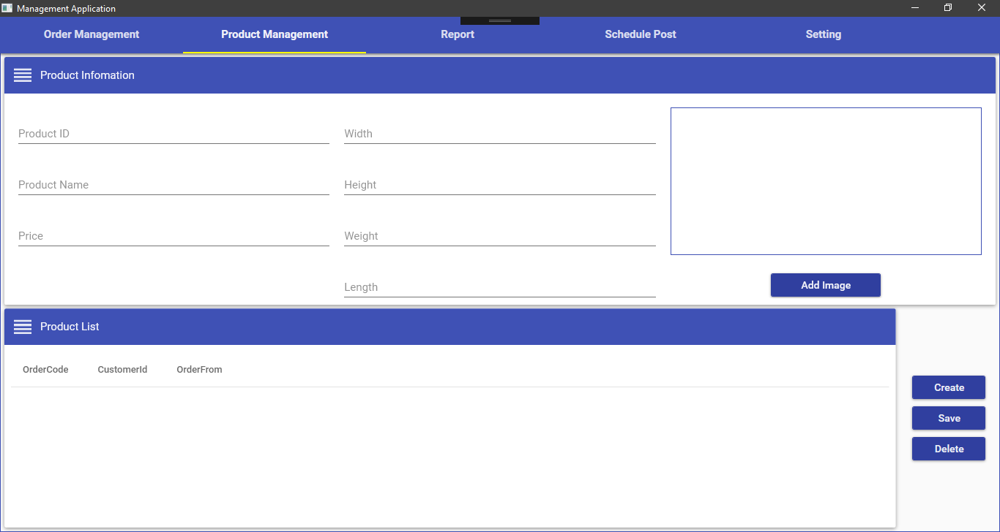 Management Application
Order Management
Product Management
Report
Schedule Post
Setting
Product Infomation
Product ID
Width
Product Name
Height
Price
Weight
Length
Add Image
Product List
OrderCode
CustomerId
OrderFrom
Create
Save
Delete